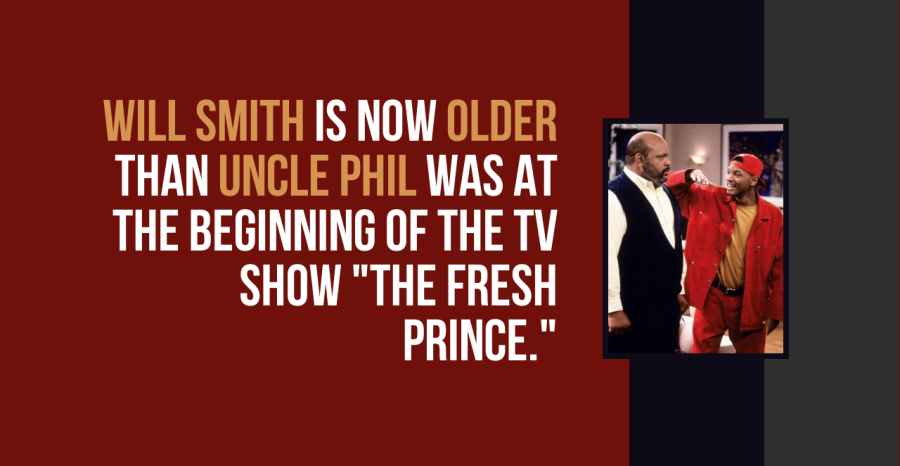 WILL SMITH IS NOW OLDER
THAN UNCLE PHIL WAS AT
THE BEGINNING OF THE TV
SHOW "THE FRESH
PRINCE."